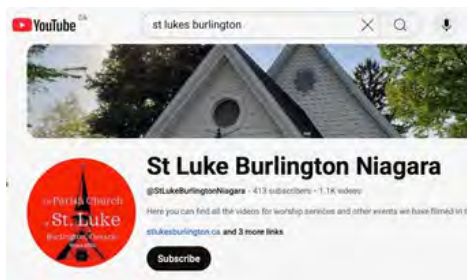 YouTube CA
st lukes burlington
The Parish Church
of St. Luke
Burlington, Ontario
St Luke Burlington Niagara
@StLukeBurlingtonNiagara · 413 subscribers · 1.1K videos
Here you can find all the videos for worship services and other events we have filmed in t
stlukesburlington.ca and 3 more links
Subscribe